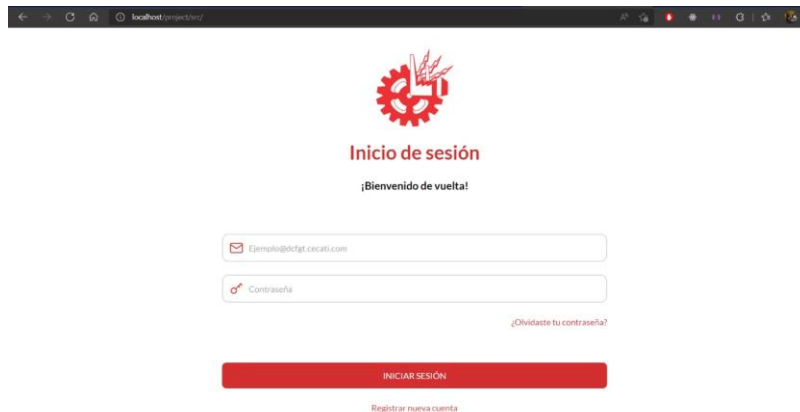 localhost/project/src/
Inicio de sesión
¡Bienvenido de vuelta!
Ejemplo@dcfgt.cecati.com
Contraseña
¿Olvidaste tu contraseña?
INICIAR SESIÓN
Registrar nueva cuenta